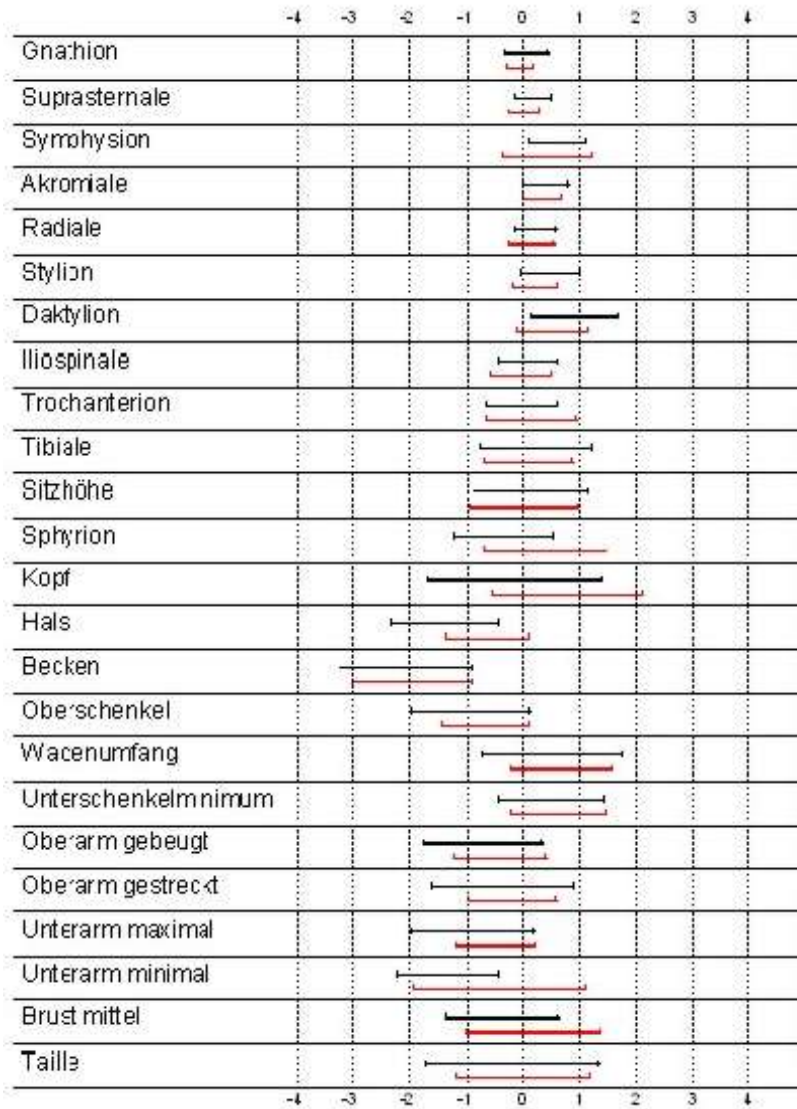 -4 -3 -2 -1 0 1 2 3 4
Gnathion
Suprasternale
Symphysion
Akromiale
Radiale
Stylion
Daktylion
Iliospinale
Trochanterion
Tibiale
Sitzhöhe
Sphyrion
Kopf
Hals
Becken
Oberschenkel
Wacenumfang
Unterschenkelmnimum
Oberarm gebeugt
Oberarm gestreckt
Unterarm maximal
Unterarm minimal
Brust mittel
Taille
-4 -3 -2 -1 0 1 2 3 4